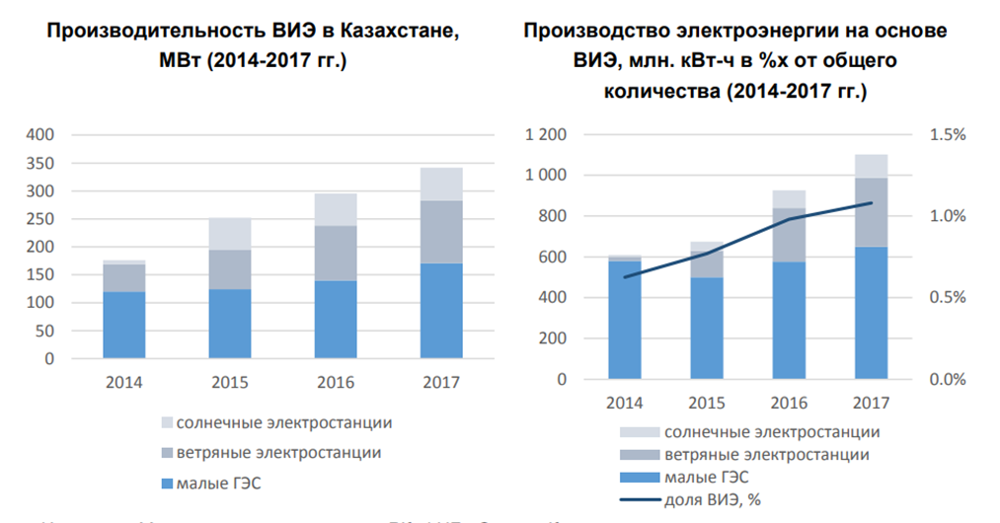 Производительность ВИЭ в Казахстане,
МВт (2014-2017 гг.)
400
350
300
250
200
150
100
50
0
2014 2015 2016 2017
солнечные электростанции
ветряные электростанции
малые ГЭС
Производство электроэнергии на основе
ВИЭ, млн. кВт-ч в %х от общего
количества (2014-2017 гг.)
1 200 1.5%
1 000
800 1.0%
600
400 0.5%
200
0 0.0%
2014 2015 2016 2017
солнечные электростанции
ветряные электростанции
малые ГЭС
доля ВИЭ, %